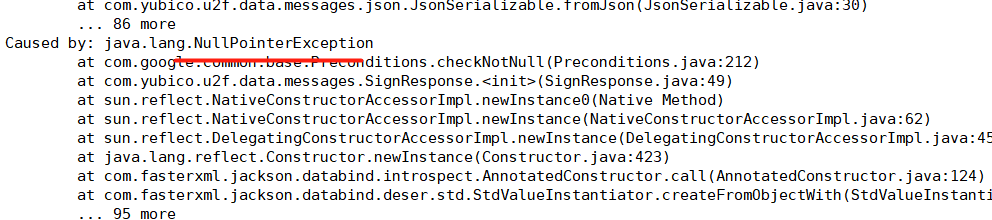 at com.yubico.u2f.data.messages.json.JsonSerializable.fromJson(JsonSerializable.java:30)
... 86 more
Caused by: java.lang.NullPointerException
at com.google.common.base.Preconditions.checkNotNull(Preconditions.java:212)
at com.yubico.u2f.data.messages.SignResponse.<init>(SignResponse.java:49)
at sun.reflect.NativeConstructorAccessorImpl.newInstance0(Native Method)
at sun.reflect.NativeConstructorAccessorImpl.newInstance(NativeConstructorAccessorImpl.java:62)
at sun.reflect.DelegatingConstructorAccessorImpl.newInstance(DelegatingConstructorAccessorImpl.java:45
at java.lang.reflect.Constructor.newInstance(Constructor.java:423)
at com.fasterxml.jackson.databind.introspect.AnnotatedConstructor.call(AnnotatedConstructor.java:124)
at com.fasterxml.jackson.databind.deser.std.StdValueInstantiator.createFromObjectWith(StdValueInstanti
... 95 more